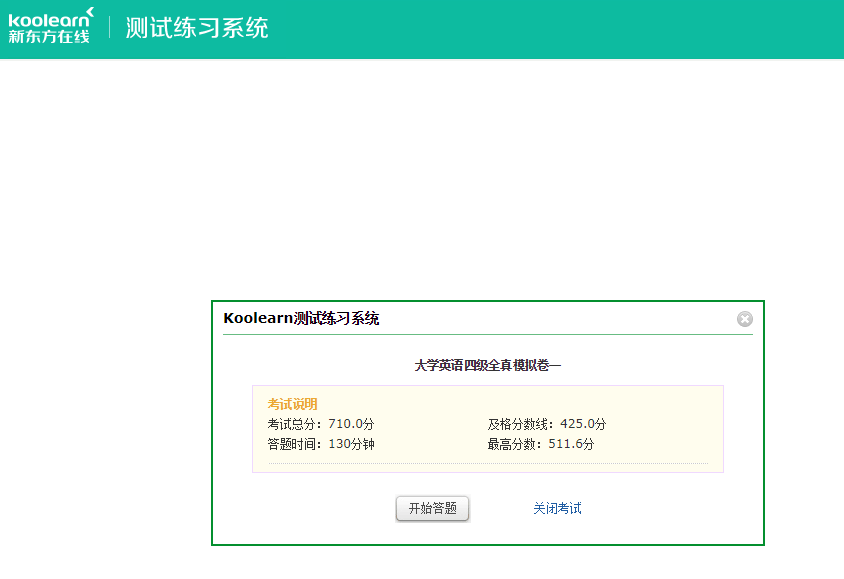 koolearn
新东方在线
测试练习系统
Koolearn测试练习系统
大学英语四级全真模拟卷一
考试说明
考试总分：710.0分 及格分数线：425.0分
答题时间：130分钟 最高分数：511.6分
开始答题 关闭考试